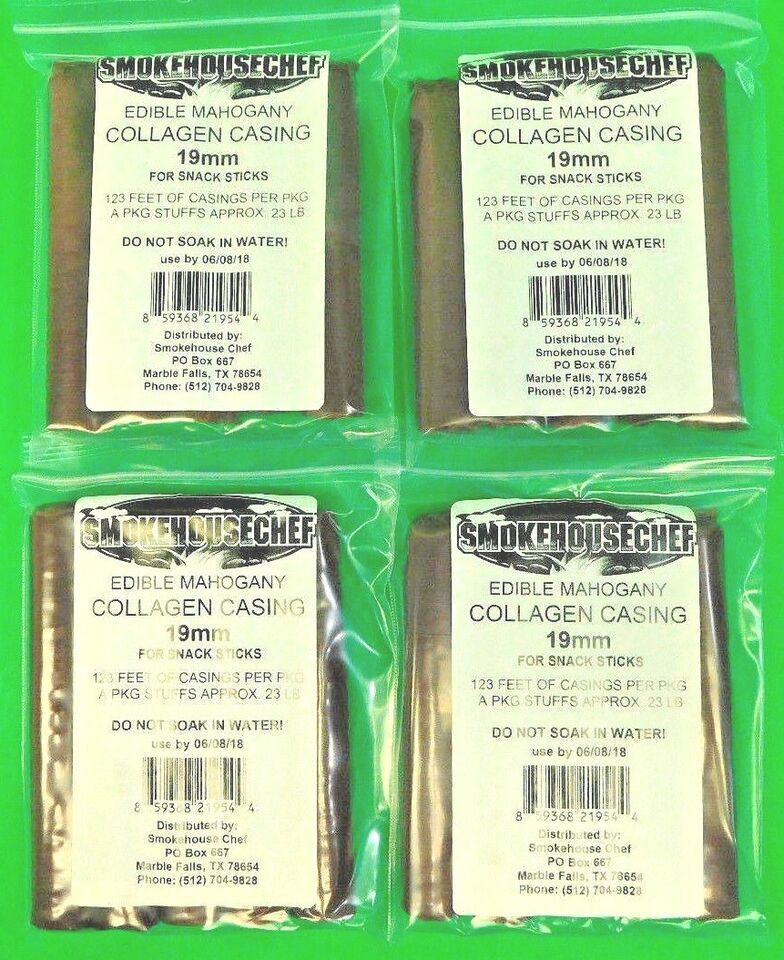 SMOKEHOUSECHEF
EDIBLE MAHOGANY
COLLAGEN CASING
19mm
FOR SNACK STICKS
123 FEET OF CASINGS PER PKG
A PKG STUFFS APPROX. 23 LB
DO NOT SOAK IN WATER!
use by 06/08/18
8 59368 21954 4
Distributed by:
Smokehouse Chef
PO Box 667
Marble Falls, TX 78654
Phone: (512) 704-9828
SMOKEHOUSECHEF
EDIBLE MAHOGANY
COLLAGEN CASING
19mm
FOR SNACK STICKS
123 FEET OF CASINGS PER PKG
A PKG STUFFS APPROX. 23 LB
DO NOT SOAK IN WATER!
use by 06/08/18
8 59368 21954 4
Distributed by:
Smokehouse Chef
PO Box 667
Marble Falls, TX 78654
Phone: (512) 704-9828
SMOKEHOUSECHEF
EDIBLE MAHOGANY
COLLAGEN CASING
19mm
FOR SNACK STICKS
123 FEET OF CASINGS PER PKG
A PKG STUFFS APPROX. 23 LB
DO NOT SOAK IN WATER!
use by 06/08/18
8 59368 21954 4
Distributed by:
Smokehouse Chef
PO Box 667
Marble Falls, TX 78654
Phone: (512) 704-9828
SMOKEHOUSECHEF
EDIBLE MAHOGANY
COLLAGEN CASING
19mm
FOR SNACK STICKS
123 FEET OF CASINGS PER PKG
A PKG STUFFS APPROX. 23 LB
DO NOT SOAK IN WATER!
use by 06/08/18
8 59368 21954 4
Distributed by:
Smokehouse Chef
PO Box 667
Marble Falls, TX 78654
Phone: (512) 704-9828